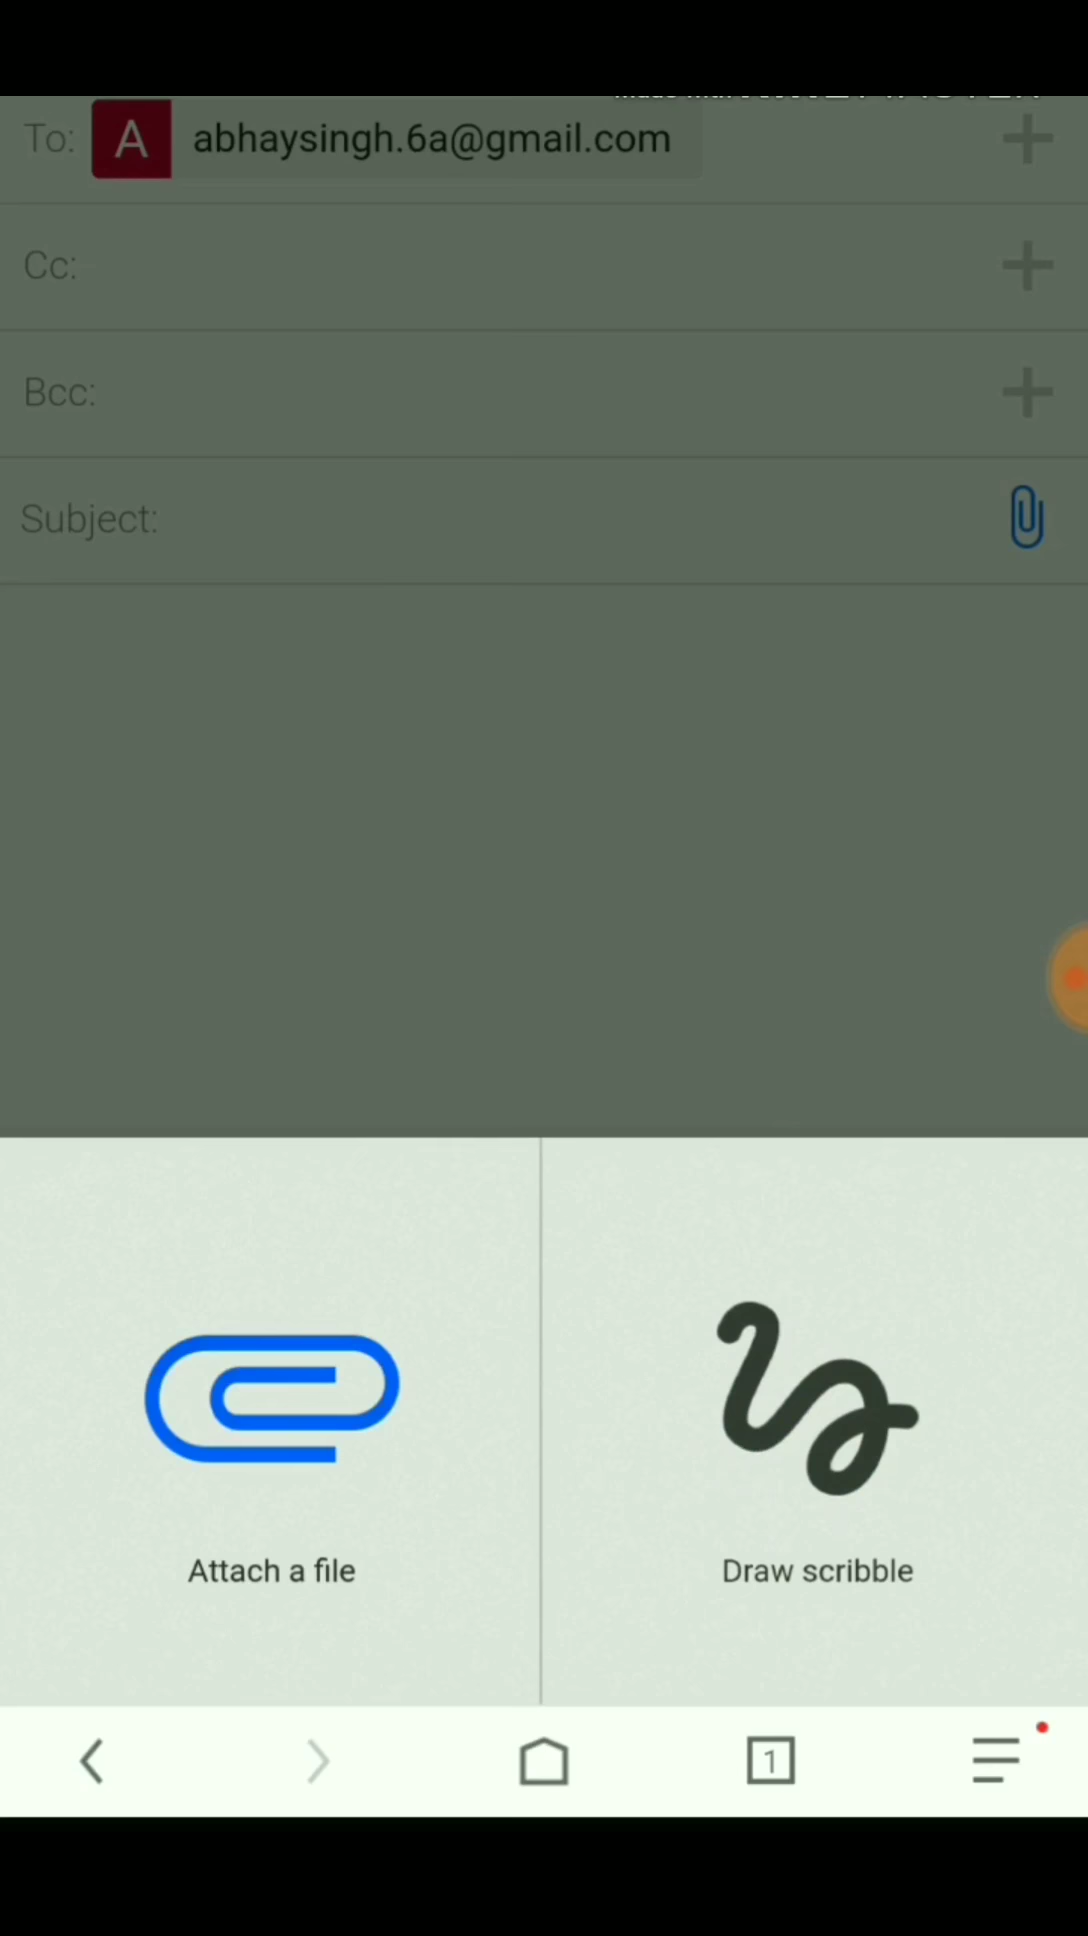 To: A abhaysingh.6a@gmail.com
Cc:
Bcc:
Subject:
Attach a file
Draw scribble
1